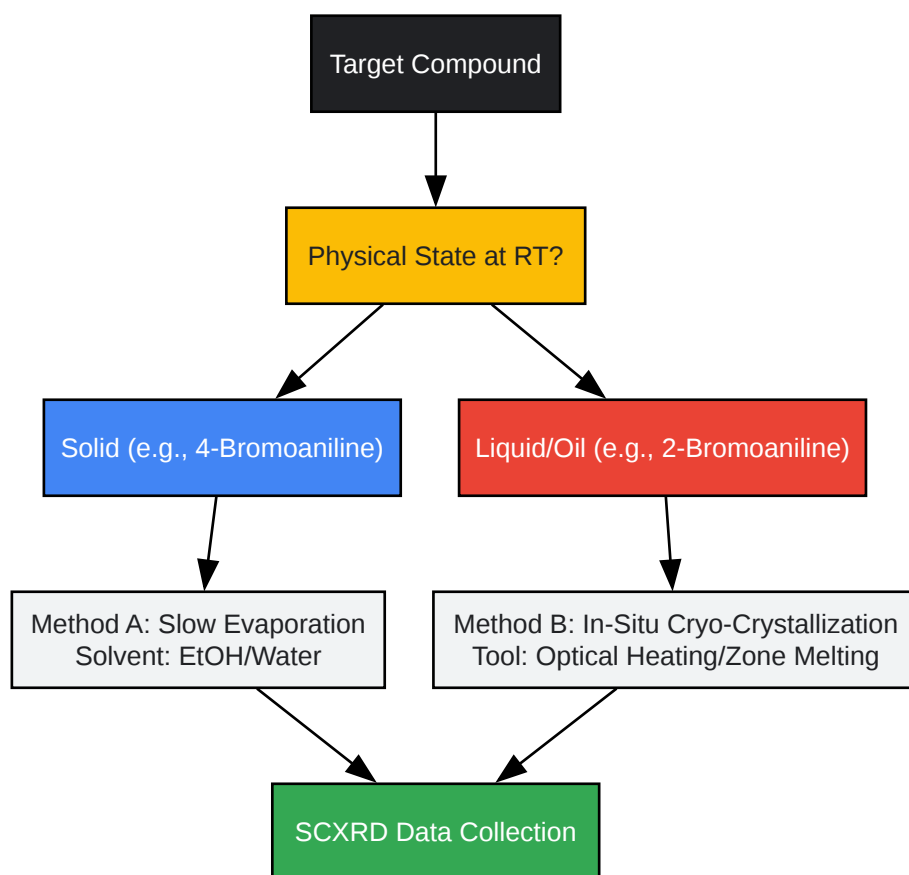 Target Compound
Physical State at RT?
Solid (e.g., 4-Bromoaniline)
Liquid/Oil (e.g., 2-Bromoaniline)
Method A: Slow Evaporation
Solvent: EtOH/Water
Method B: In-Situ Cryo-Crystallization
Tool: Optical Heating/Zone Melting
SCXRD Data Collection